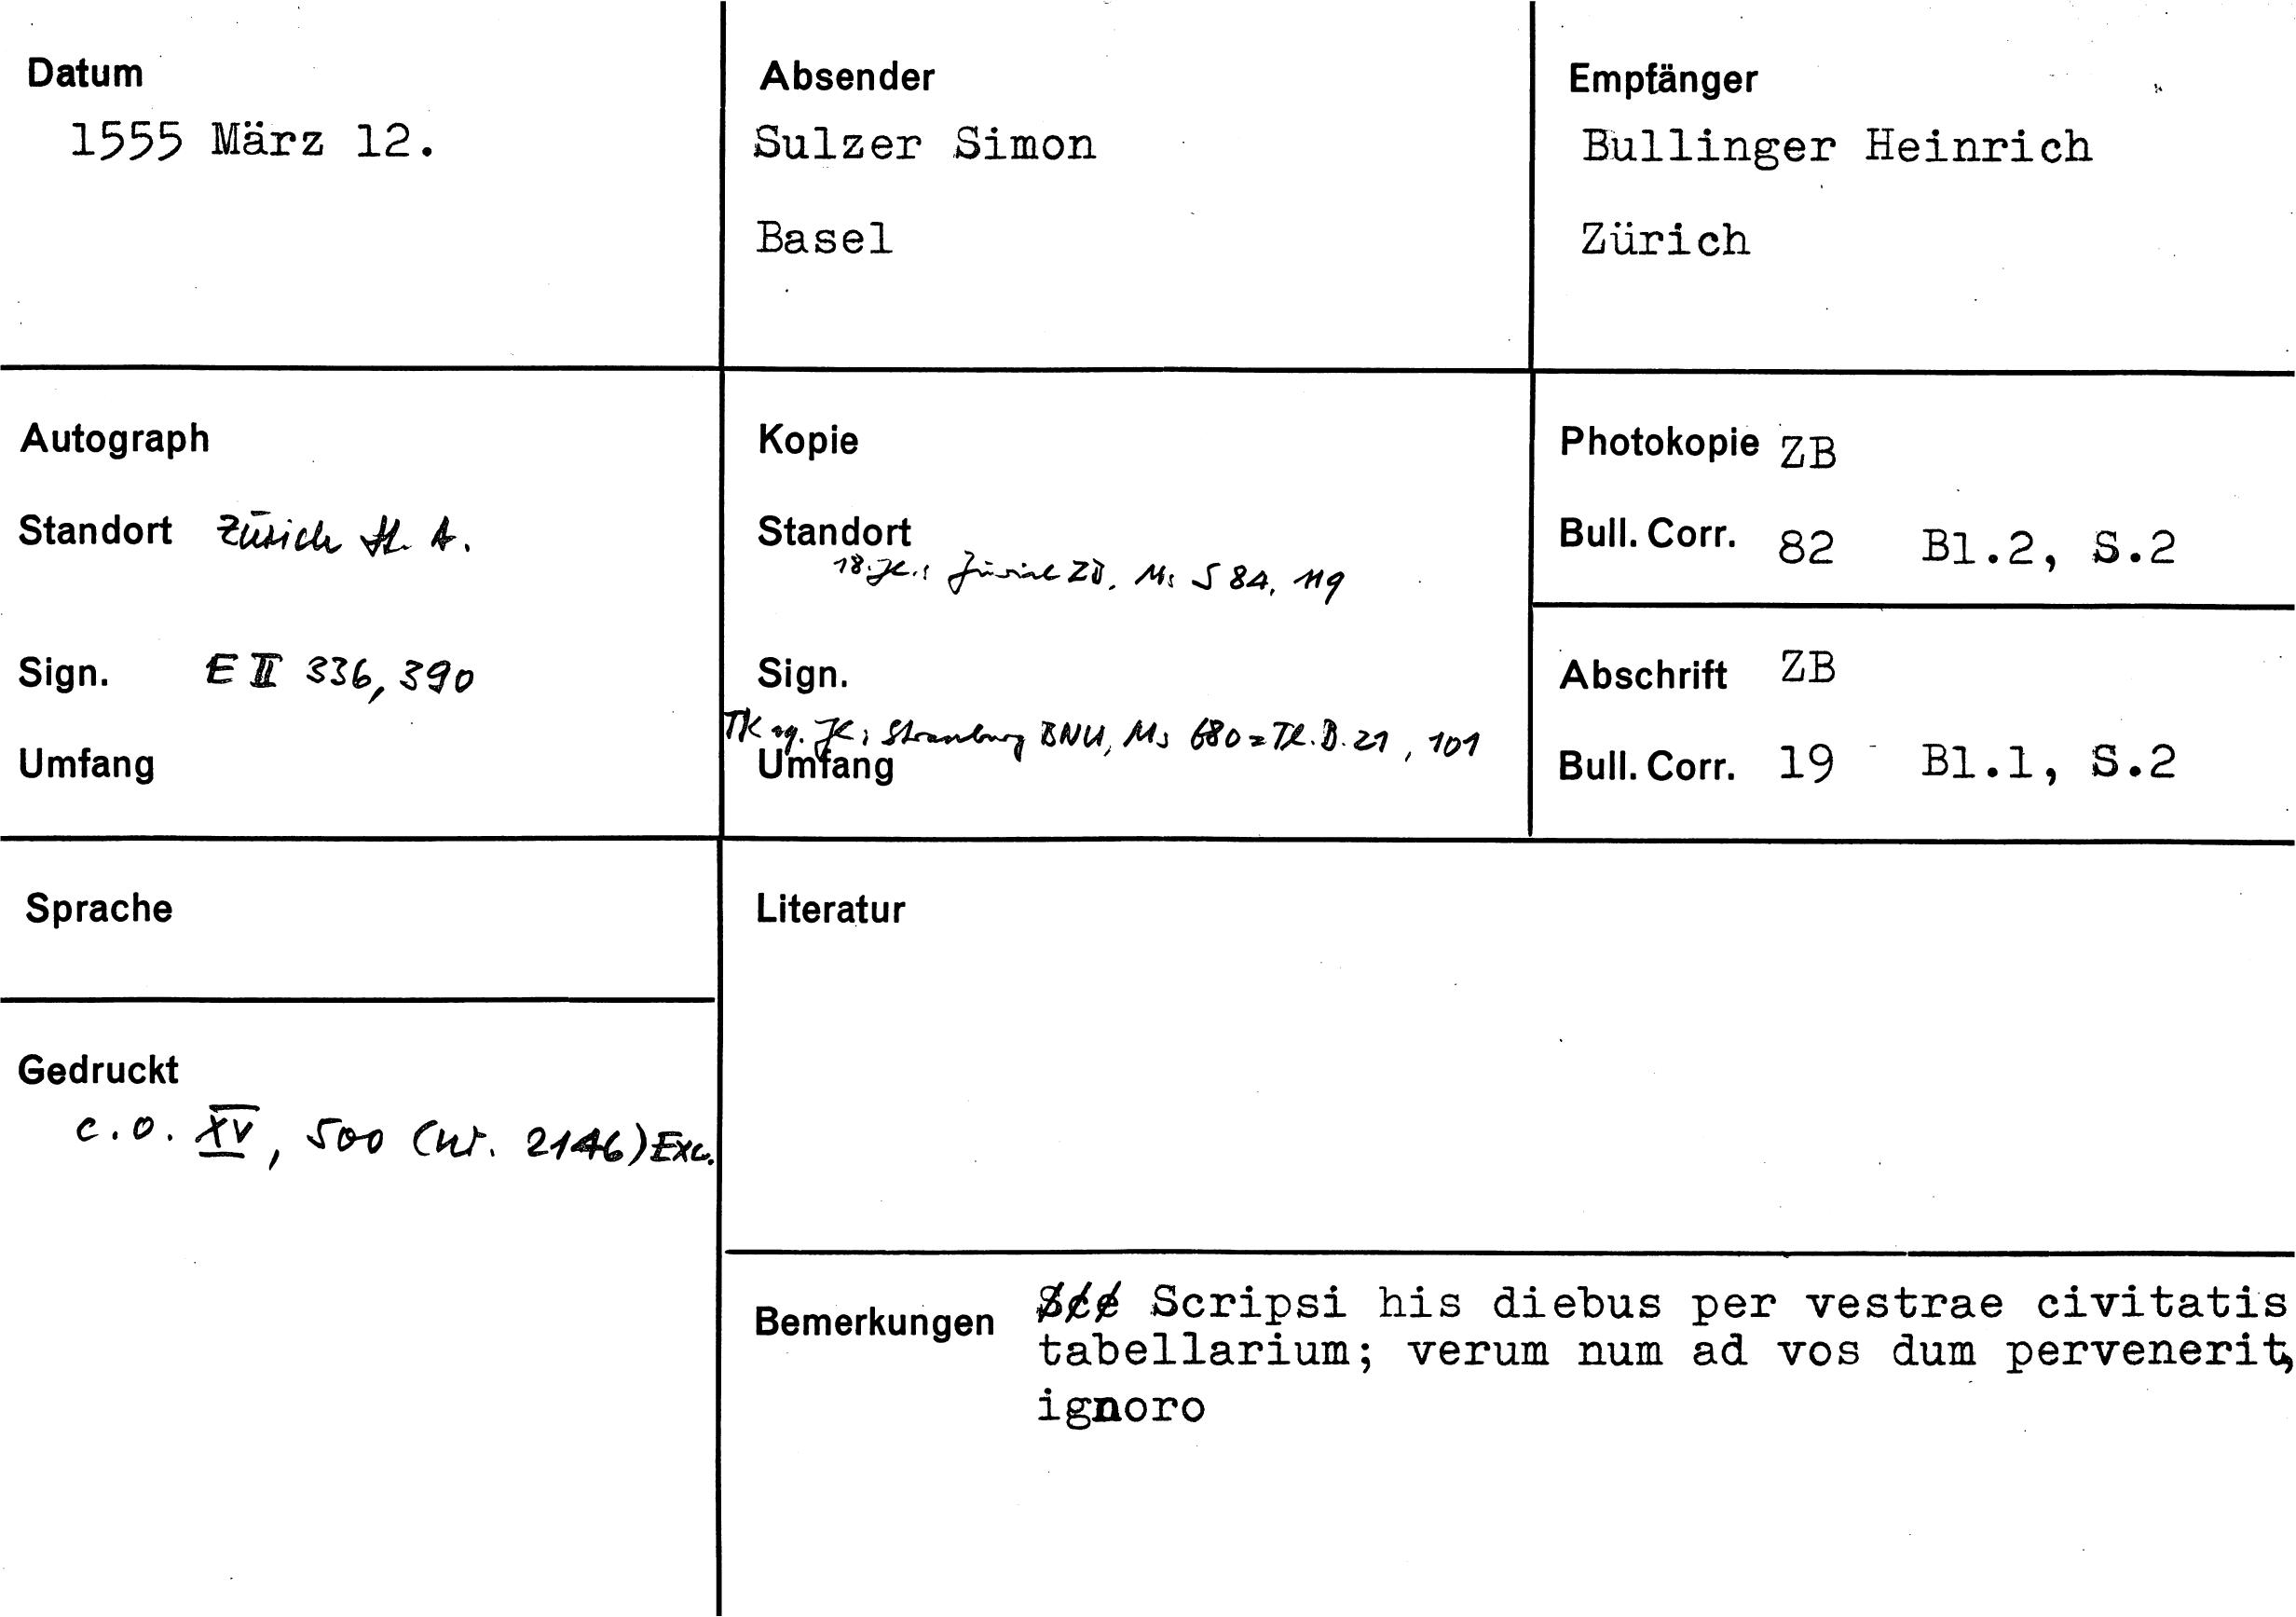 Datum
1555 März 12.
Absender
Sulzer Simon
Basel
Empfänger
Bullinger Heinrich
Zürich
Autograph
Standort Zürich St. A.
Sign. E II 336, 390
Umfang
Kopie
Standort
18. Jh.: Zürich ZB, Ms S 84, 119
Sign.
TK Jh: Strassburg BNU, Ms 680 = Th. B. 21, 101
Umfang
Photokopie ZB
Bull. Corr. 82 Bl.2, S.2
Abschrift ZB
Bull. Corr. 19 Bl.1, S.2
Sprache
Gedruckt
C.O. XV, 500 (Nr. 2146) Exc.
Literatur
Bemerkungen
Scripsi his diebus per vestrae civitatis
tabellarium; verum num ad vos dum pervenerit,
ignoro